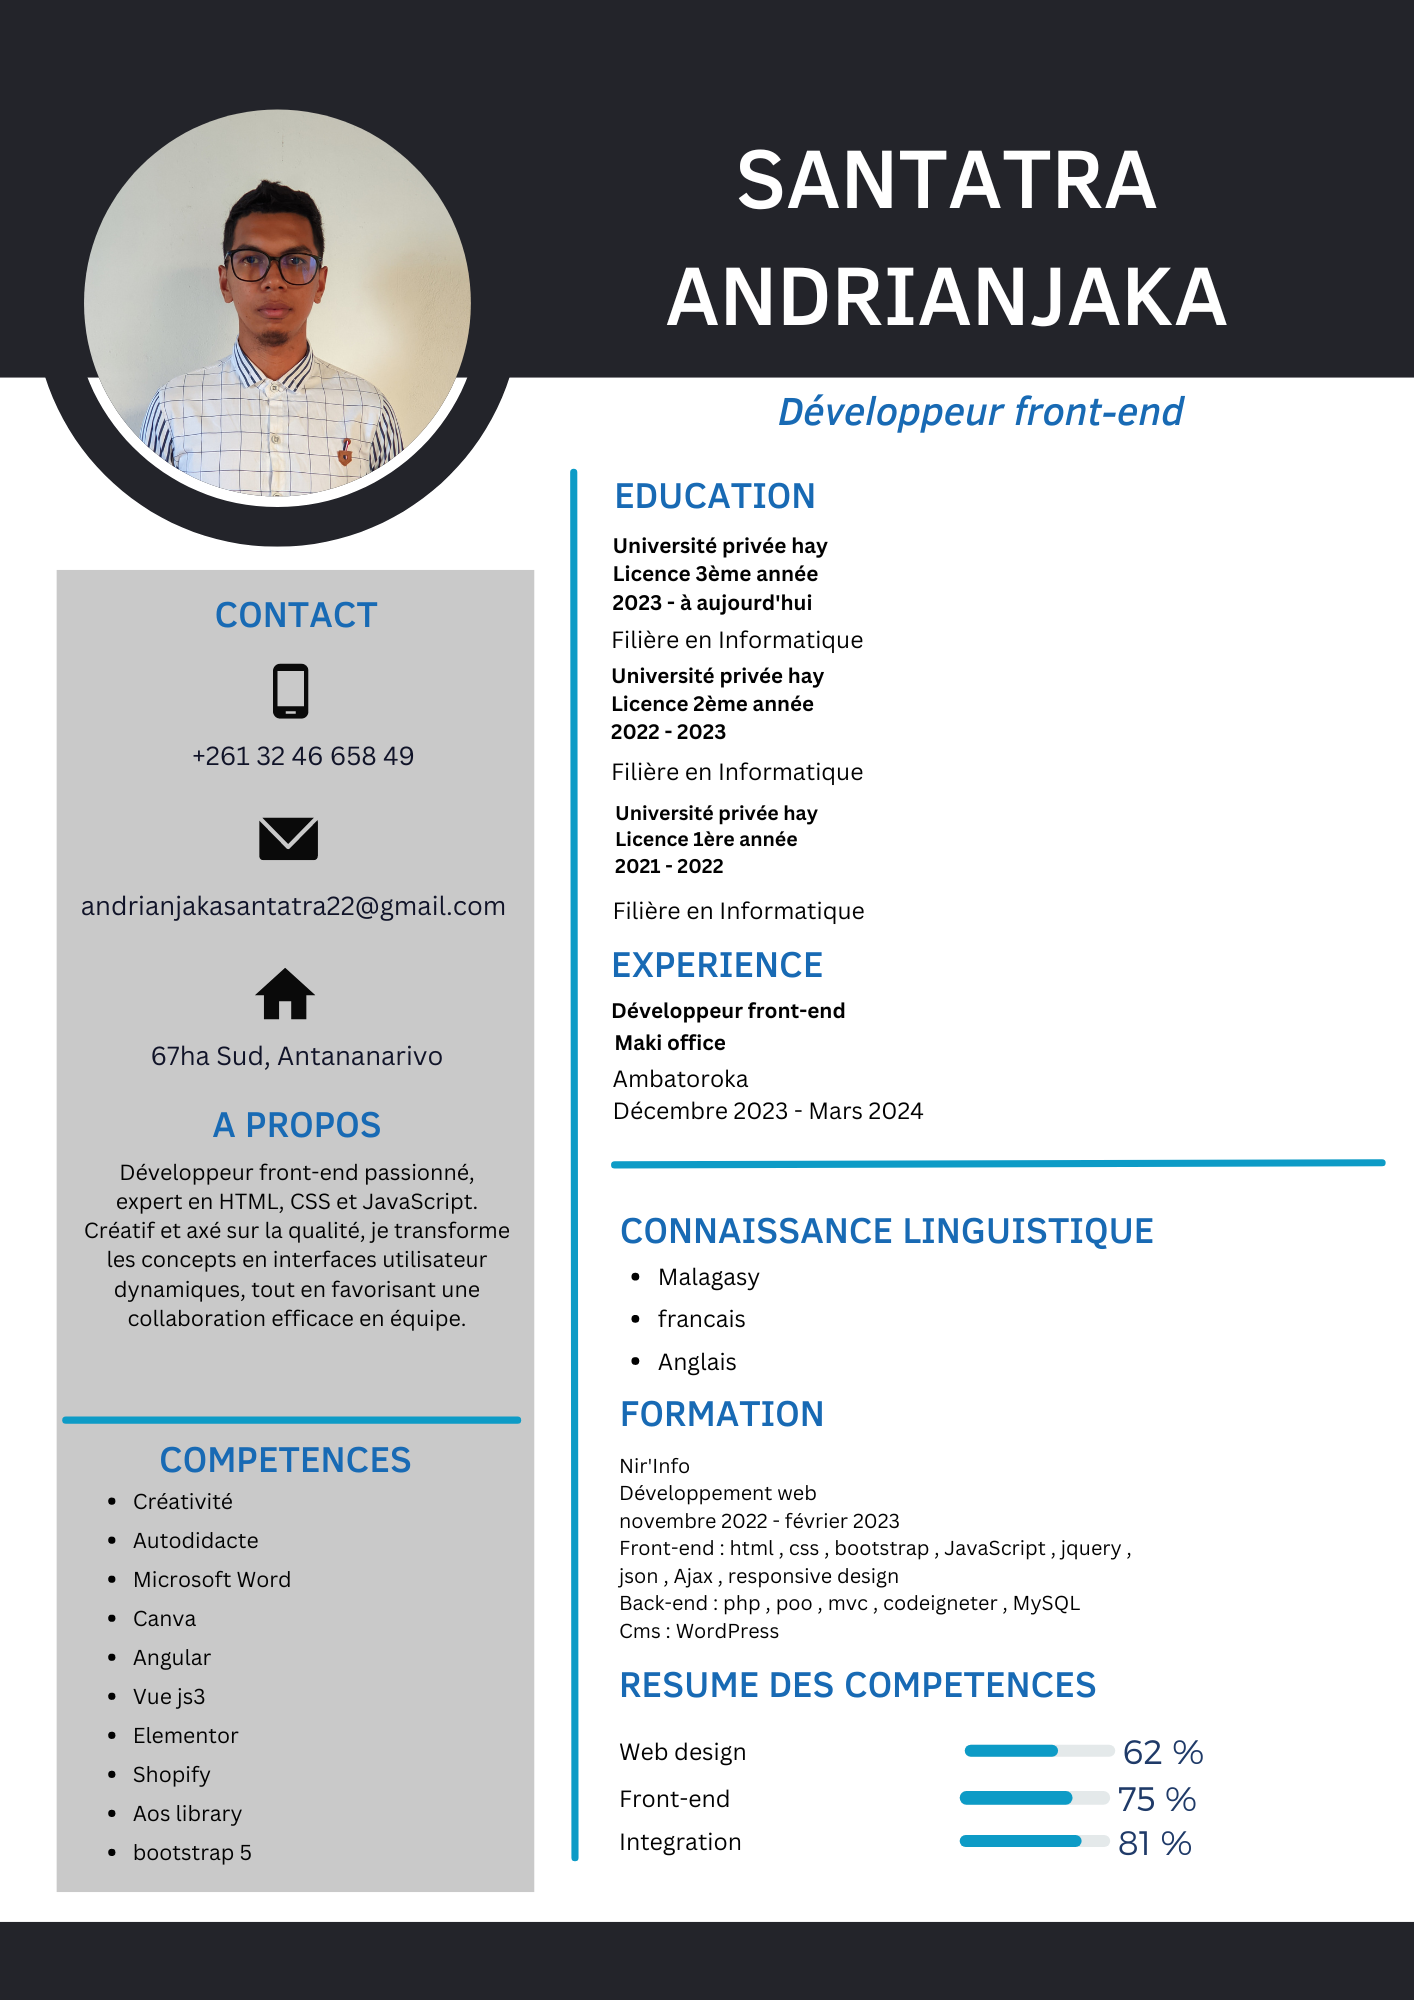 SANTATRA
ANDRIANJAKA
Développeur front-end
CONTACT
+261 32 46 658 49
andrianjakasantatra22@gmail.com
67ha Sud, Antananarivo
A PROPOS
Développeur front-end passionné,
expert en HTML, CSS et JavaScript.
Créatif et axé sur la qualité, je transforme
les concepts en interfaces utilisateur
dynamiques, tout en favorisant une
collaboration efficace en équipe.
COMPETENCES
• Créativité
• Autodidacte
• Microsoft Word
• Canva
• Angular
• Vue js3
• Elementor
• Shopify
• Aos library
• bootstrap 5
EDUCATION
Université privée hay
Licence 3ème année
2023 - à aujourd'hui
Filière en Informatique
Université privée hay
Licence 2ème année
2022 - 2023
Filière en Informatique
Université privée hay
Licence 1ère année
2021 - 2022
Filière en Informatique
EXPERIENCE
Développeur front-end
Maki office
Ambatoroka
Décembre 2023 - Mars 2024
CONNAISSANCE LINGUISTIQUE
• Malagasy
• francais
• Anglais
FORMATION
Nir'Info
Développement web
novembre 2022 - février 2023
Front-end : html , css , bootstrap , JavaScript , jquery ,
json , Ajax , responsive design
Back-end : php , poo , mvc , codeigneter , MySQL
Cms : WordPress
RESUME DES COMPETENCES
Web design 62 %
Front-end 75 %
Integration 81 %